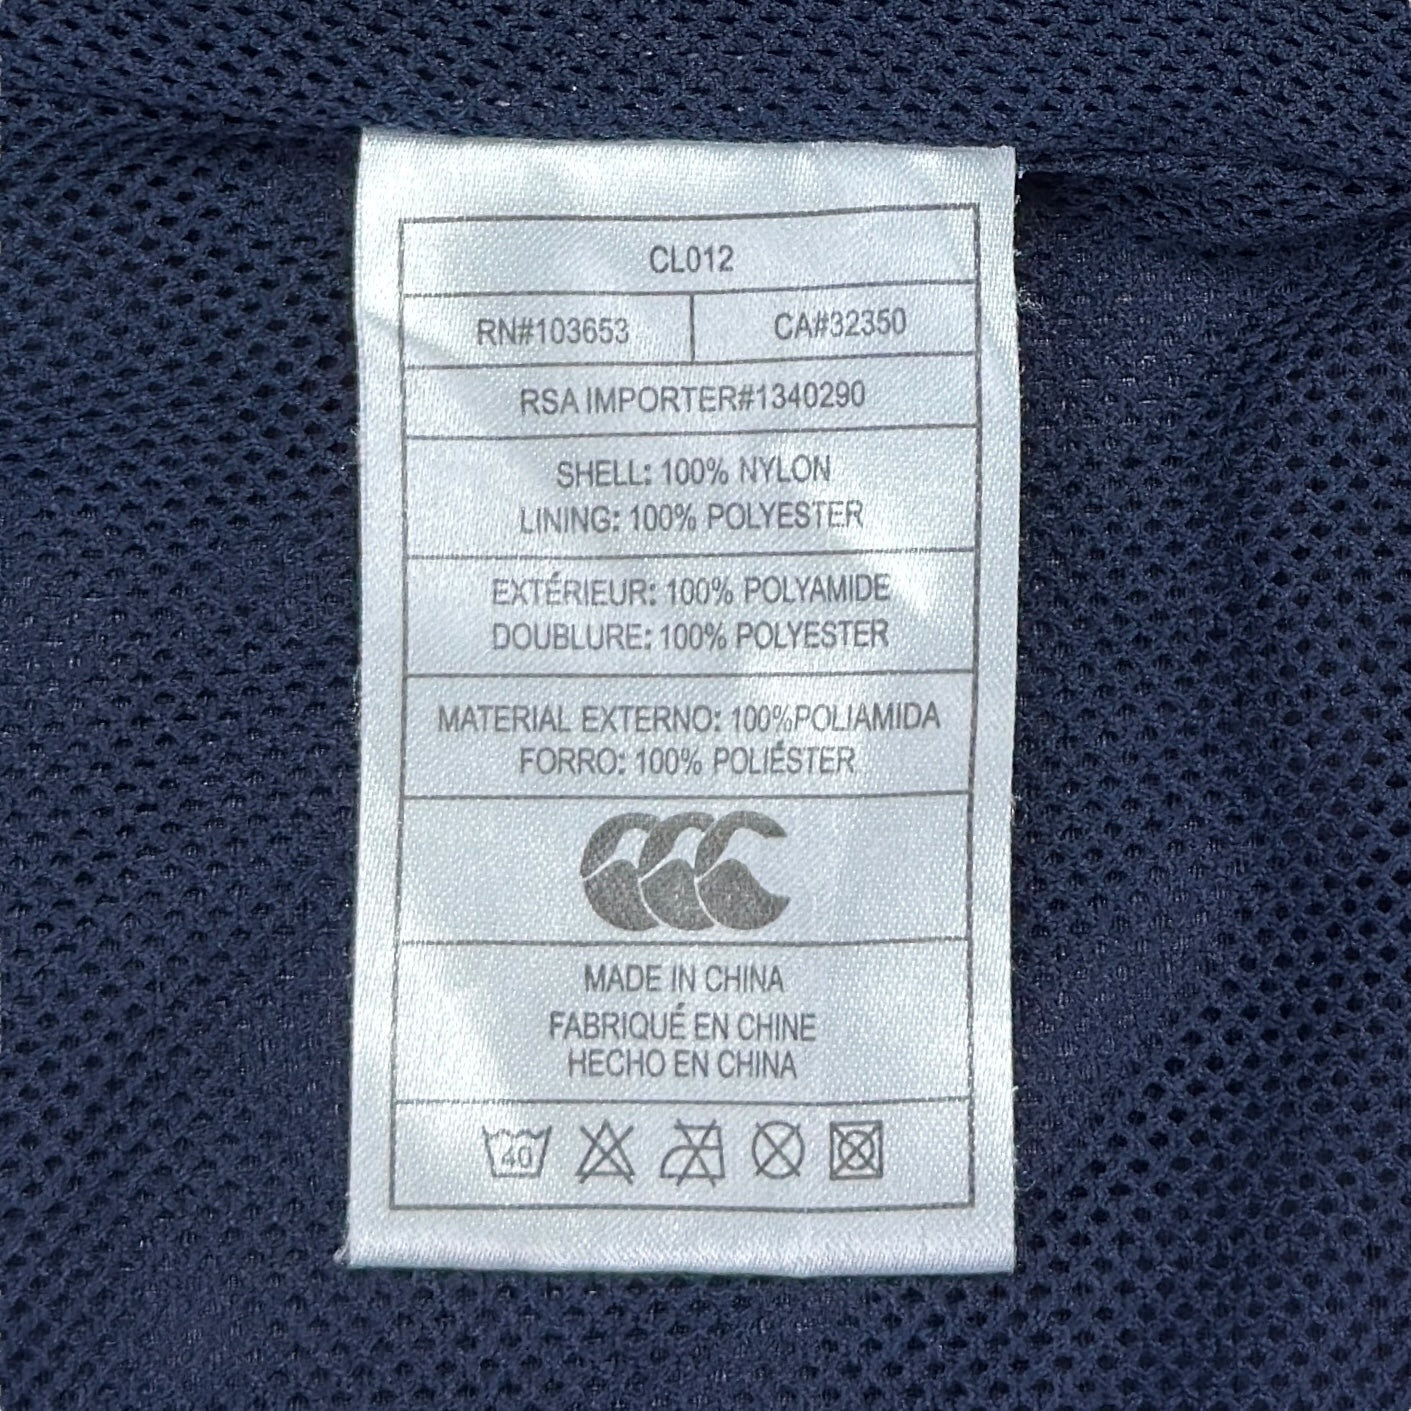 CL012
RN#103653 CA#32350
RSA IMPORTER#1340290
SHELL: 100% NYLON
LINING: 100% POLYESTER
EXTÉRIEUR: 100% POLYAMIDE
DOUBLURE: 100% POLYESTER
MATERIAL EXTERNO: 100%POLIAMIDA
FORRO: 100% POLIÉSTER
MADE IN CHINA
FABRIQUÉ EN CHINE
HECHO EN CHINA
40